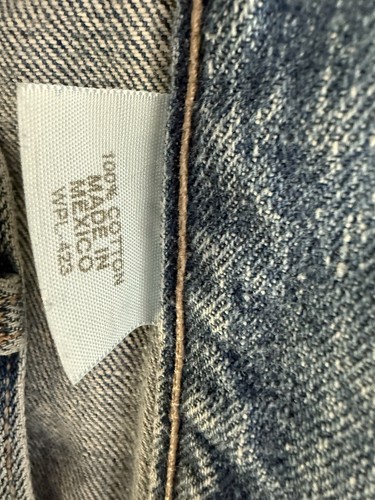 100% COTTON
MADE IN
MEXICO
WPL 423